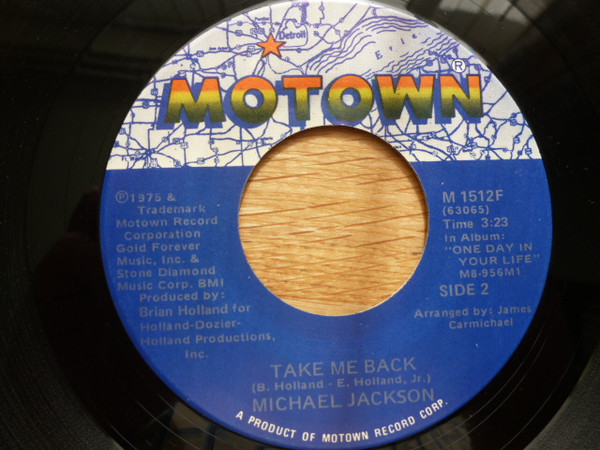 Detroit
Erie
MOTOWN®
℗1975 &
Trademark
Motown Record
Corporation
Gold Forever
Music, Inc. &
Stone Diamond
Music Corp. BMI
Produced by:
Brian Holland for
Holland-Dozier-
Holland Productions,
Inc.
M 1512F
(63065)
Time 3:23
In Album:
"ONE DAY IN
YOUR LIFE"
M8-956M1
SIDE 2
Arranged by: James
Carmichael
TAKE ME BACK
(B. Holland - E. Holland, Jr.)
MICHAEL JACKSON
A PRODUCT OF MOTOWN RECORD CORP.